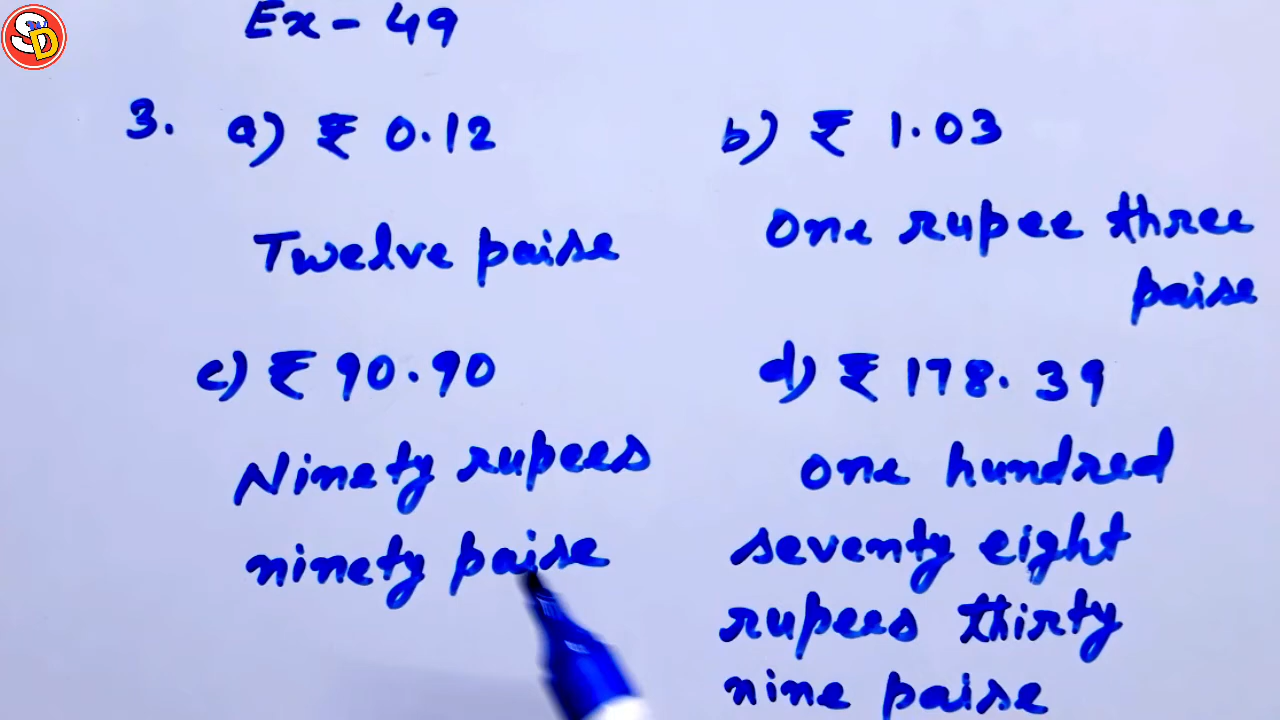 SD
Ex - 49
3. a) ₹ 0.12
b) ₹ 1.03
Twelve paise
One rupee three
paise
c) ₹ 90.90
d) ₹ 178.39
Ninety rupees
ninety paise
One hundred
seventy eight
rupees thirty
nine paise